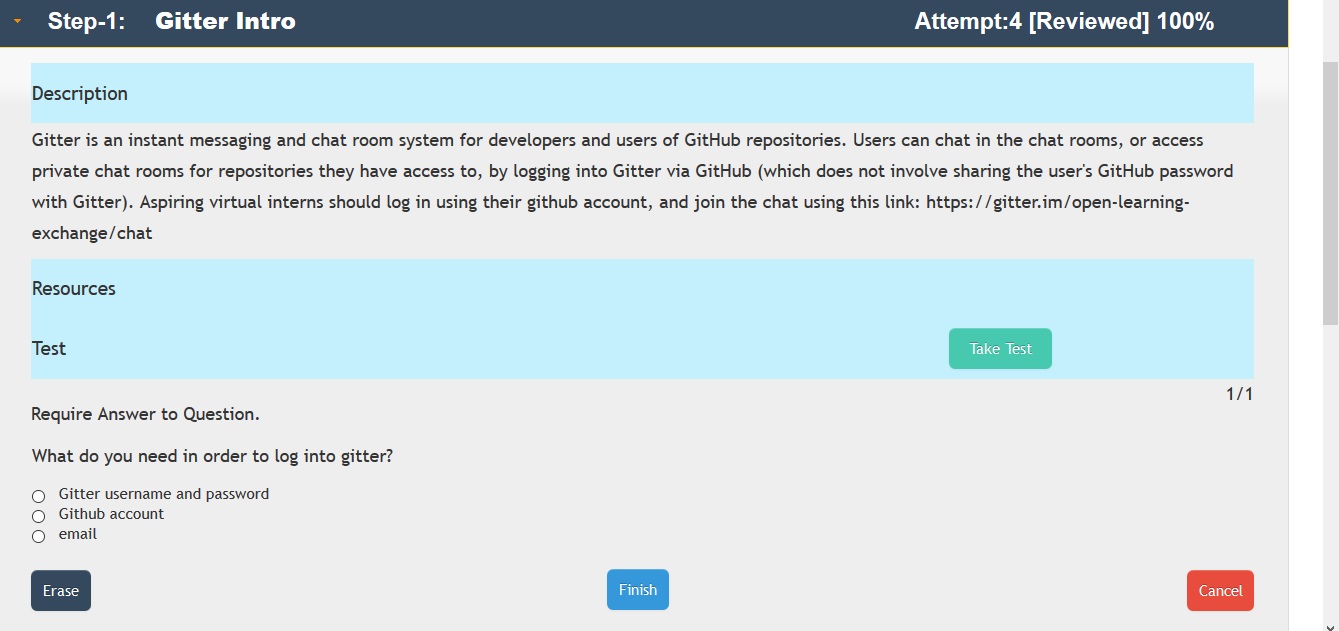 Step-1: Gitter Intro Attempt:4 [Reviewed] 100%
Description
Gitter is an instant messaging and chat room system for developers and users of GitHub repositories. Users can chat in the chat rooms, or access
private chat rooms for repositories they have access to, by logging into Gitter via GitHub (which does not involve sharing the user's GitHub password
with Gitter). Aspiring virtual interns should log in using their github account, and join the chat using this link: https://gitter.im/open-learning-
exchange/chat
Resources
Test Take Test
1/1
Require Answer to Question.
What do you need in order to log into gitter?
Gitter username and password
Github account
email
Erase Finish Cancel